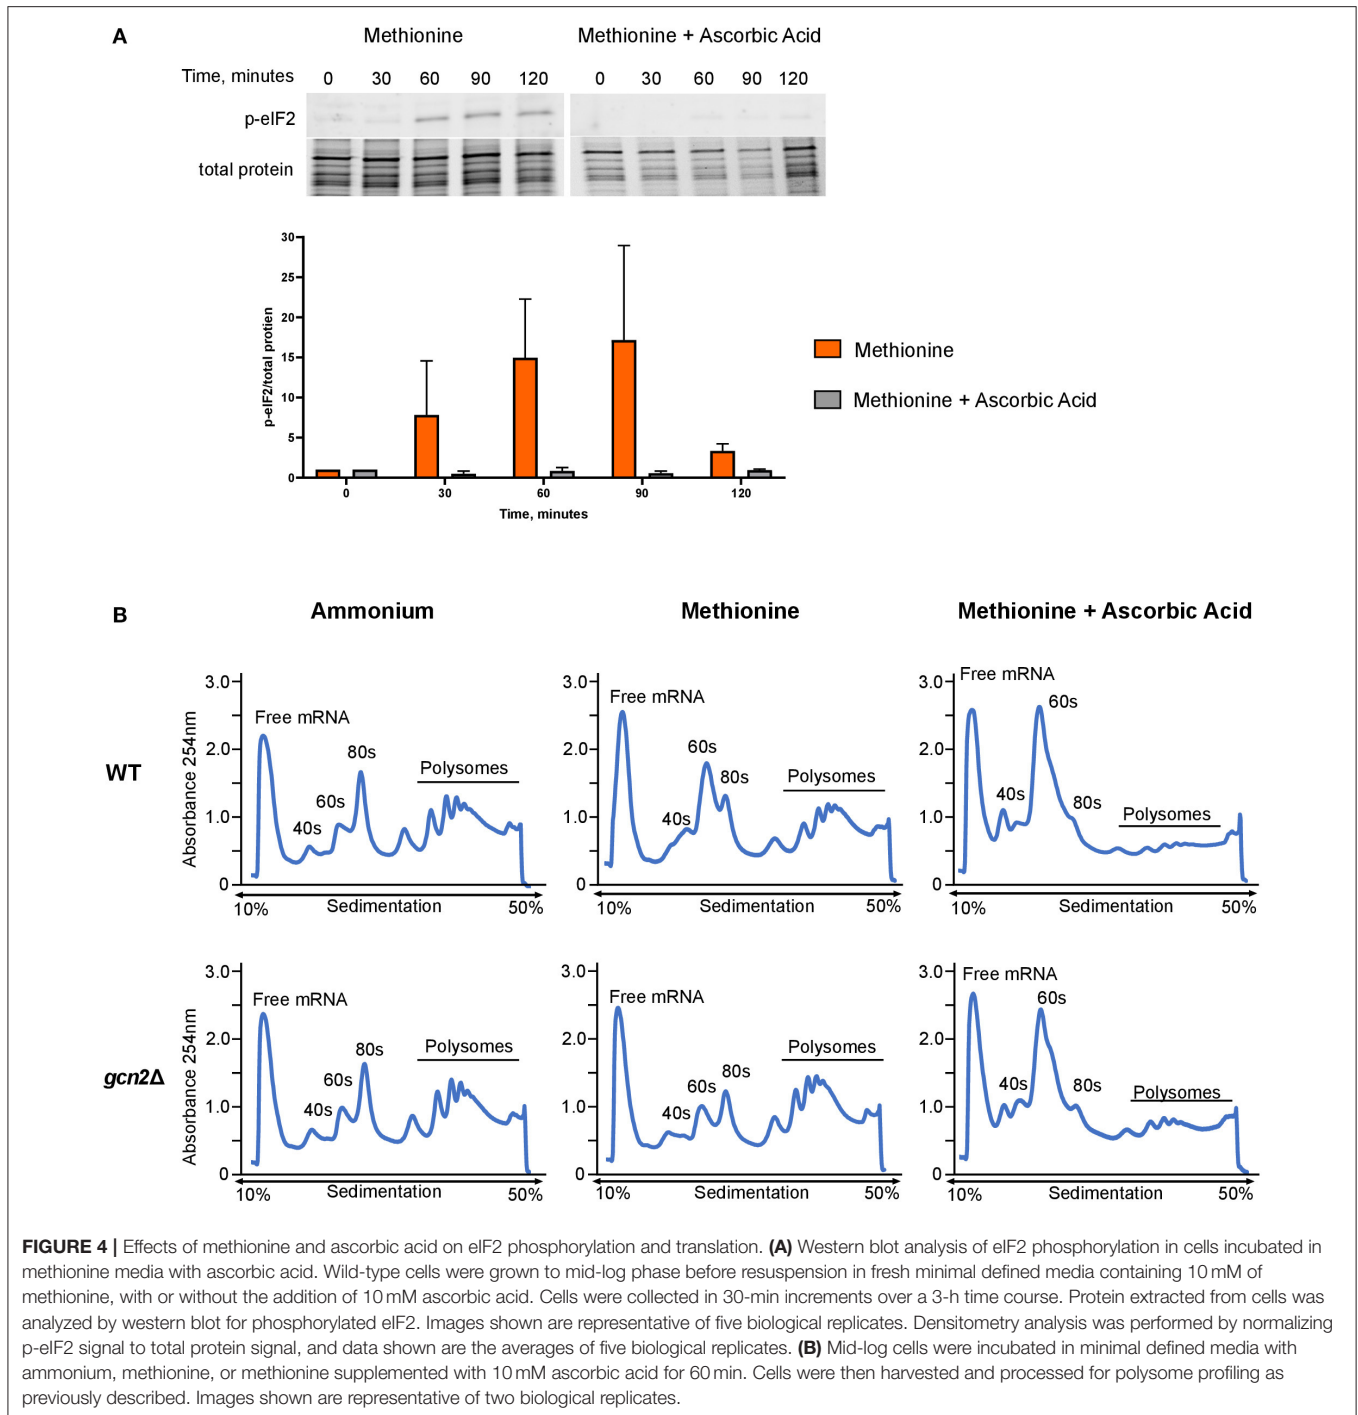 A
Methionine
Methionine + Ascorbic Acid
Time, minutes 0 30 60 90 120 0 30 60 90 120
p-eIF2
total protein
30
25
20
15
10
5
0
p-eIF2/total protien
0 30 60 90 120
Time, minutes
Methionine
Methionine + Ascorbic Acid
B
Ammonium
Methionine
Methionine + Ascorbic Acid
WT
Absorbance 254nm
3.0
2.0
1.0
0
Free mRNA
40s
60s
80s
Polysomes
10% Sedimentation 50%
3.0
2.0
1.0
0
Free mRNA
40s
60s
80s
Polysomes
10% Sedimentation 50%
3.0
2.0
1.0
0
Free mRNA
40s
60s
80s
Polysomes
10% Sedimentation 50%
gcn2Δ
Absorbance 254nm
3.0
2.0
1.0
0
Free mRNA
40s
60s
80s
Polysomes
10% Sedimentation 50%
3.0
2.0
1.0
0
Free mRNA
40s
60s
80s
Polysomes
10% Sedimentation 50%
3.0
2.0
1.0
0
Free mRNA
40s
60s
80s
Polysomes
10% Sedimentation 50%
FIGURE 4 | Effects of methionine and ascorbic acid on eIF2 phosphorylation and translation. (A) Western blot analysis of eIF2 phosphorylation in cells incubated in
methionine media with ascorbic acid. Wild-type cells were grown to mid-log phase before resuspension in fresh minimal defined media containing 10 mM of
methionine, with or without the addition of 10 mM ascorbic acid. Cells were collected in 30-min increments over a 3-h time course. Protein extracted from cells was
analyzed by western blot for phosphorylated eIF2. Images shown are representative of five biological replicates. Densitometry analysis was performed by normalizing
p-eIF2 signal to total protein signal, and data shown are the averages of five biological replicates. (B) Mid-log cells were incubated in minimal defined media with
ammonium, methionine, or methionine supplemented with 10 mM ascorbic acid for 60 min. Cells were then harvested and processed for polysome profiling as
previously described. Images shown are representative of two biological replicates.